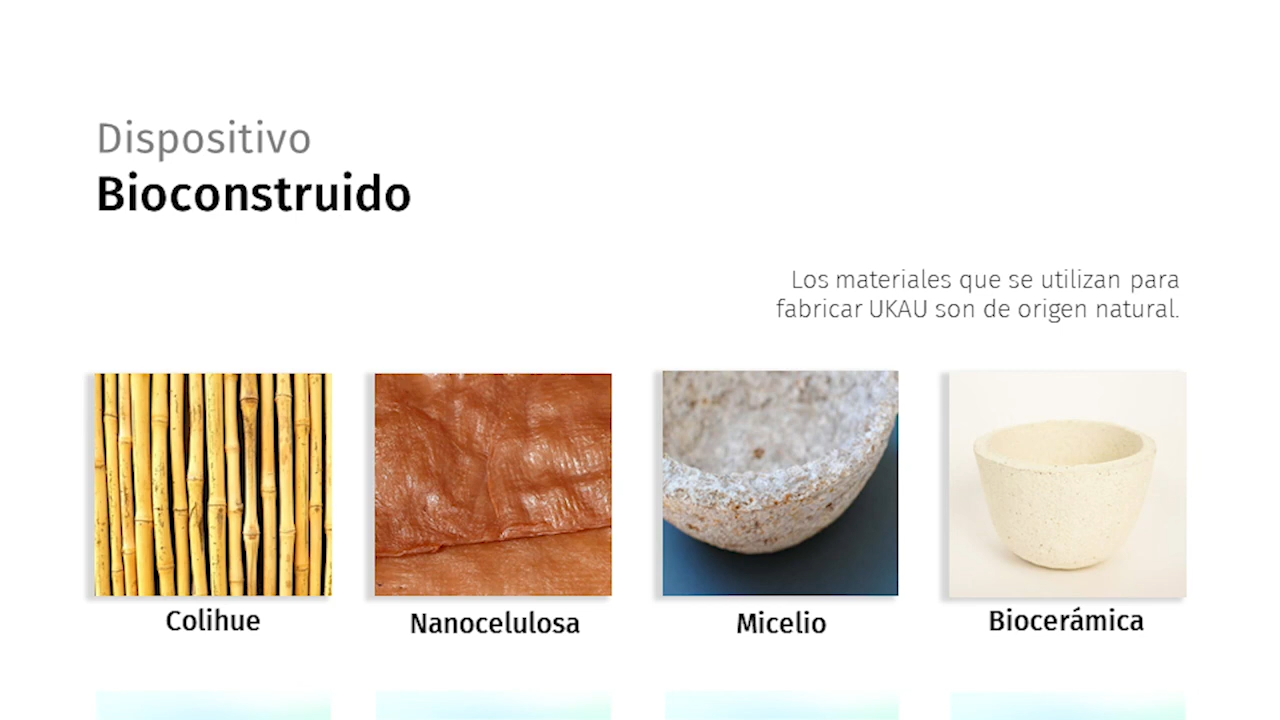 Dispositivo
Bioconstruido
Los materiales que se utilizan para
fabricar UKAU son de origen natural.
Colihue
Nanocelulosa
Micelio
Biocerámica